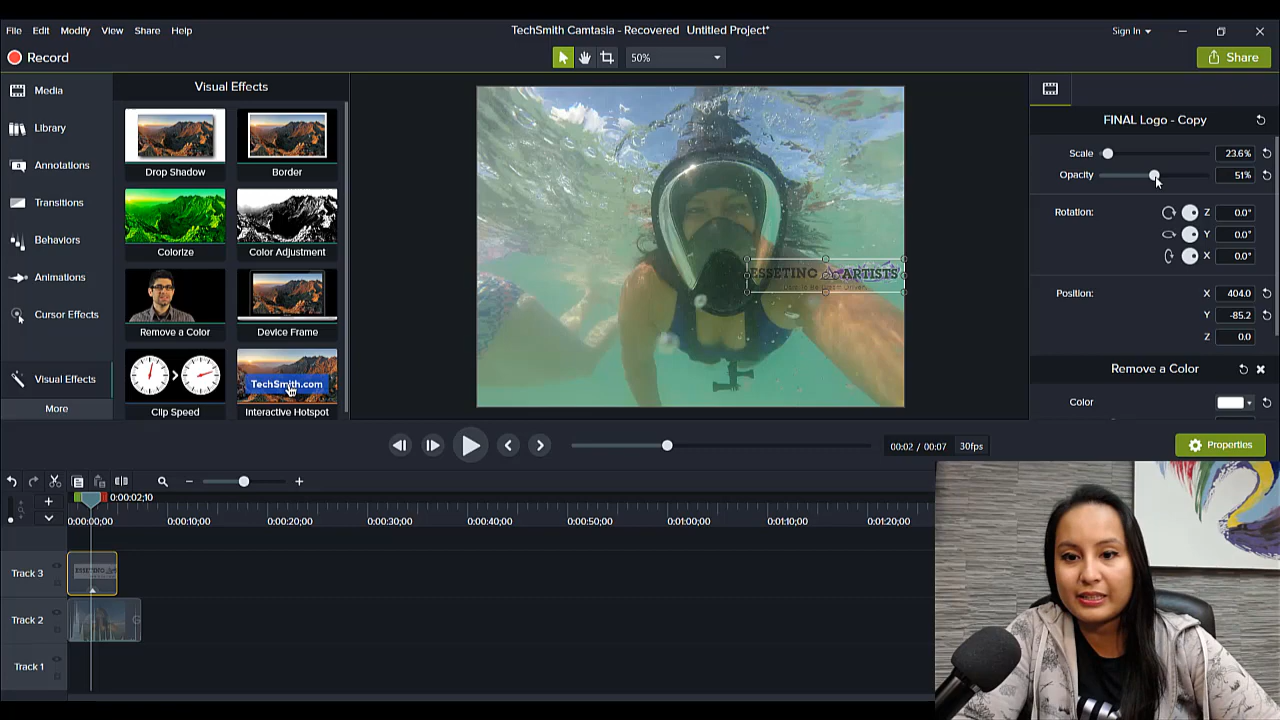 File Edit Modify View Share Help
TechSmith Camtasia - Recovered Untitled Project*
Sign In
Record
50%
Share
Media
Library
Annotations
Transitions
Behaviors
Animations
Cursor Effects
Visual Effects
More
Visual Effects
Drop Shadow
Border
Colorize
Color Adjustment
Remove a Color
Device Frame
TechSmith.com
Clip Speed
Interactive Hotspot
ESSETINO ARTISTS
FINAL Logo - Copy
Scale 23.6%
Opacity 51%
Rotation: Z 0.0°
Y 0.0°
X 0.0°
Position: X 404.0
Y -85.2
Z 0.0
Remove a Color
Color
00:02 / 00:07 30fps
Properties
0:00:02;10
0:00:00;00 0:00:10;00 0:00:20;00 0:00:30;00 0:00:40;00 0:00:50;00 0:01:00;00 0:01:10;00 0:01:20;00
Track 3
Track 2
Track 1